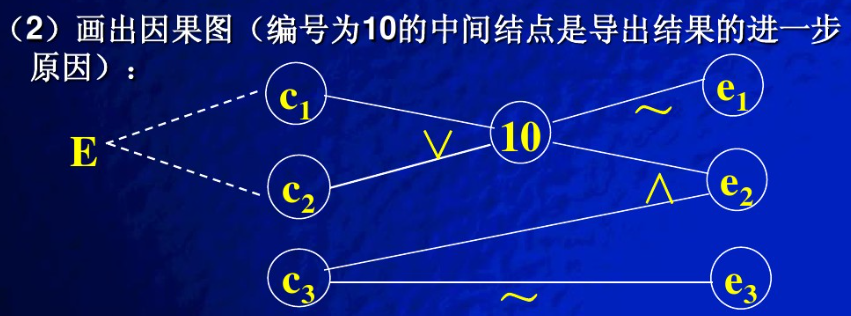 （2）画出因果图（编号为10的中间结点是导出结果的进一步
原因）：
c1
e1
~
E
∨
10
c2
∧
e2
c3
~
e3